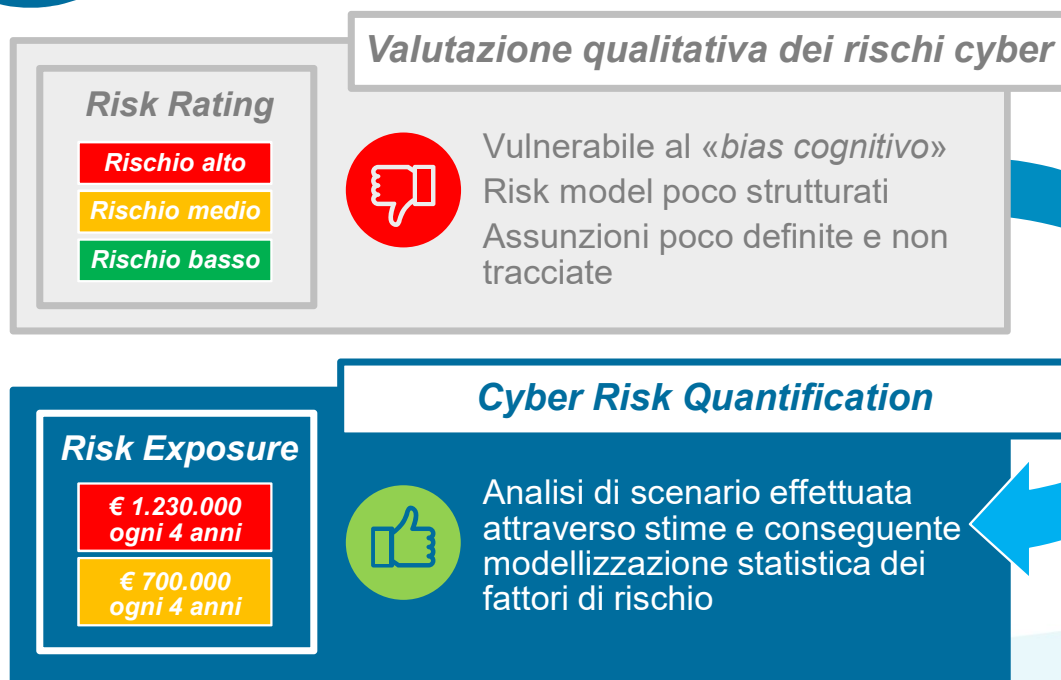 Valutazione qualitativa dei rischi cyber
Risk Rating
Rischio alto
Rischio medio
Rischio basso
Vulnerabile al «bias cognitivo»
Risk model poco strutturati
Assunzioni poco definite e non
tracciate
Cyber Risk Quantification
Risk Exposure
€ 1.230.000
ogni 4 anni
€ 700.000
ogni 4 anni
Analisi di scenario effettuata
attraverso stime e conseguente
modellizzazione statistica dei
fattori di rischio